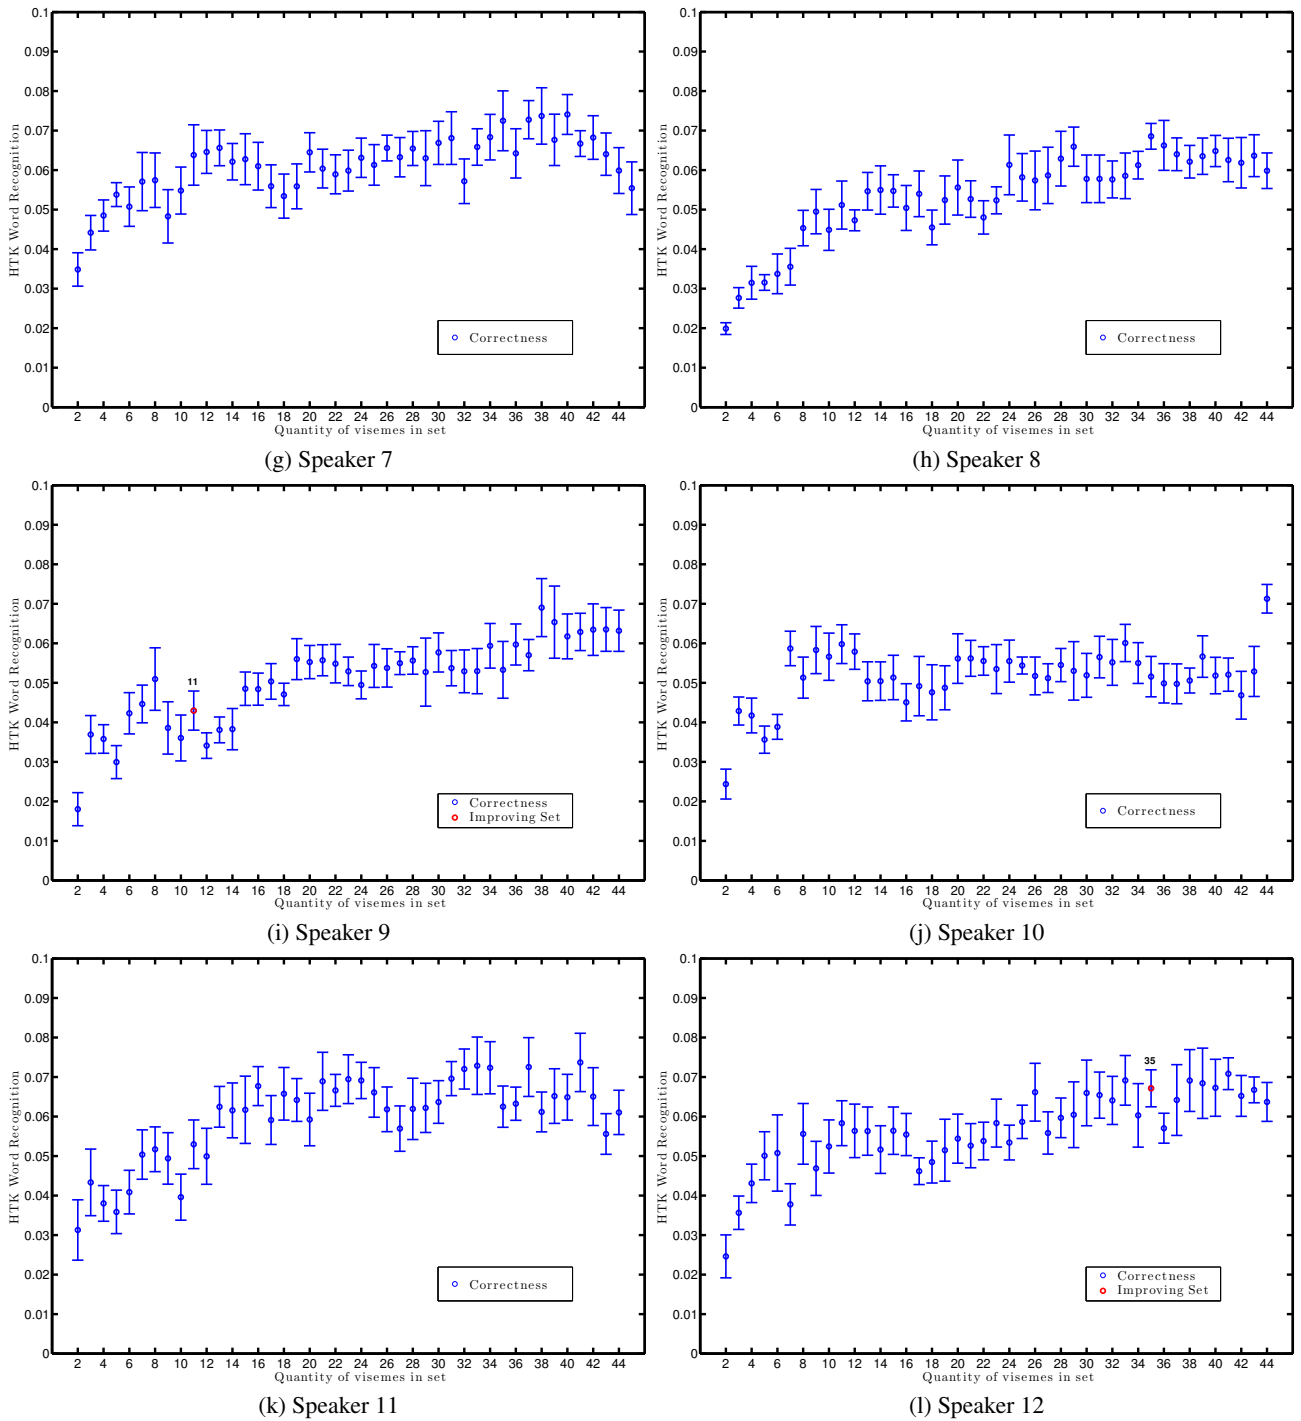 0.1
0.09
0.08
0.07
0.06
0.05
0.04
0.03
0.02
0.01
0
HTK Word Recognition
Correctness
2 4 6 8 10 12 14 16 18 20 22 24 26 28 30 32 34 36 38 40 42 44
Quantity of visemes in set
(g) Speaker 7
0.1
0.09
0.08
0.07
0.06
0.05
0.04
0.03
0.02
0.01
0
HTK Word Recognition
Correctness
2 4 6 8 10 12 14 16 18 20 22 24 26 28 30 32 34 36 38 40 42 44
Quantity of visemes in set
(h) Speaker 8
0.1
0.09
0.08
0.07
0.06
0.05
0.04
0.03
0.02
0.01
0
HTK Word Recognition
11
Correctness
Improving Set
2 4 6 8 10 12 14 16 18 20 22 24 26 28 30 32 34 36 38 40 42 44
Quantity of visemes in set
(i) Speaker 9
0.1
0.09
0.08
0.07
0.06
0.05
0.04
0.03
0.02
0.01
0
HTK Word Recognition
Correctness
2 4 6 8 10 12 14 16 18 20 22 24 26 28 30 32 34 36 38 40 42 44
Quantity of visemes in set
(j) Speaker 10
0.1
0.09
0.08
0.07
0.06
0.05
0.04
0.03
0.02
0.01
0
HTK Word Recognition
Correctness
2 4 6 8 10 12 14 16 18 20 22 24 26 28 30 32 34 36 38 40 42 44
Quantity of visemes in set
(k) Speaker 11
0.1
0.09
0.08
0.07
0.06
0.05
0.04
0.03
0.02
0.01
0
HTK Word Recognition
35
Correctness
Improving Set
2 4 6 8 10 12 14 16 18 20 22 24 26 28 30 32 34 36 38 40 42 44
Quantity of visemes in set
(l) Speaker 12